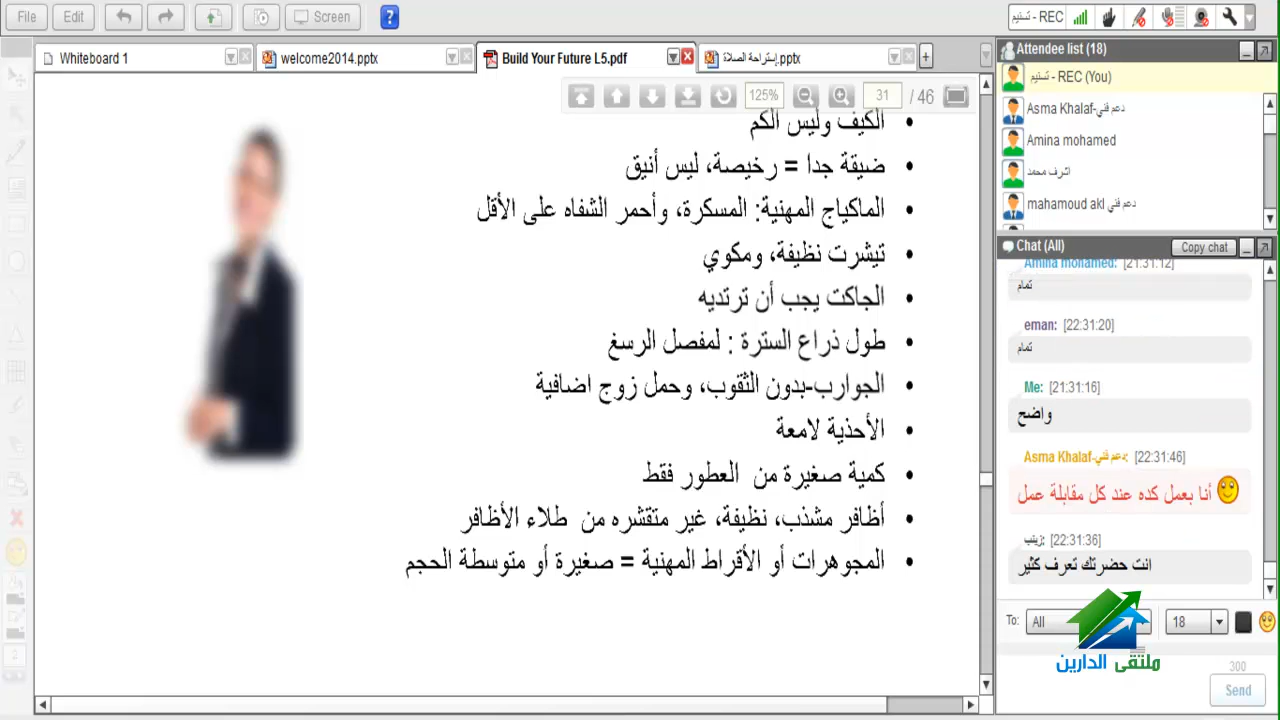 File
Edit
Screen
?
تسنيم - REC
Whiteboard 1
welcome2014.pptx
Build Your Future L5.pdf
إستراحة الصلاة.pptx
125%
31
/ 46
الكيف وليس الكم
ضيقة جدا = رخيصة، ليس أنيق
الماكياج المهنية: المسكرة، وأحمر الشفاه على الأقل
تيشرت نظيفة، ومكوي
الجاكت يجب أن ترتديه
طول ذراع السترة : لمفصل الرسغ
الجوارب-بدون الثقوب، وحمل زوج اضافية
الأحذية لامعة
كمية صغيرة من العطور فقط
أظافر مشذب، نظيفة، غير متقشره من طلاء الأظافر
المجوهرات أو الأقراط المهنية = صغيرة أو متوسطة الحجم
Attendee list (18)
تسنيم - REC (You)
Asma Khalaf-دعم فني
Amina mohamed
اشرف محمد
mahamoud akl دعم فني
Chat (All)
Copy chat
Amina mohamed: [21:31:12]
تمام
eman: [22:31:20]
تمام
Me: [21:31:16]
واضح
Asma Khalaf-دعم فني: [22:31:46]
أنا بعمل كده عند كل مقابلة عمل
زينب: [22:31:36]
انت حضرتك تعرف كثير
To:
All
18
ملتقى الدارين
300
Send
2